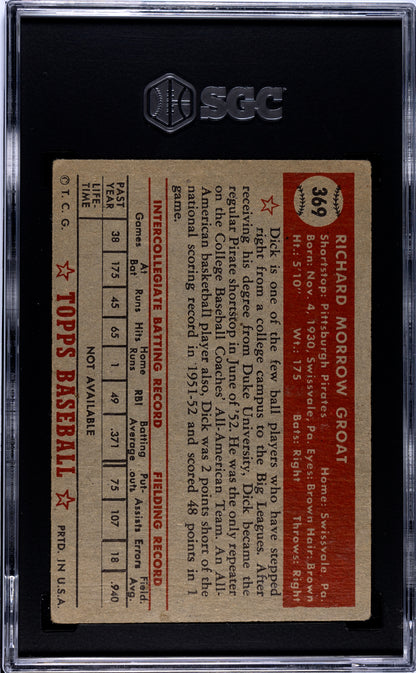 SGC
369
RICHARD MORROW GROAT
Shortstop: Pittsburgh Pirates Home: Swissvale, Pa.
Born: Nov. 4, 1930, Swissvale, Pa. Eyes: Brown Hair: Brown
Ht.: 5'10" Wt.: 175 Bats: Right Throws: Right
Dick is one of the few ball players who have stepped
right from a college campus to the Big Leagues. After
receiving his degree from Duke University, Dick became the
regular Pirate shortstop in June of '52. He was the only repeater
on the College Baseball Coaches' All-American Team. An All-
American basketball player also, Dick was 2 points short of the
national scoring record in 1951-52 and scored 48 points in 1
game.
INTERCOLLEGIATE BATTING RECORD FIELDING RECORD
Games At Bat Runs Hits Home Runs RBI Batting Average Put-outs Assists Errors Field. Avg.
PAST YEAR 38 175 45 65 1 49 .371 75 107 18 .940
LIFE-TIME NOT AVAILABLE
© T. C. G. ☆ TOPPS BASEBALL ☆ PRTD. IN U.S.A.